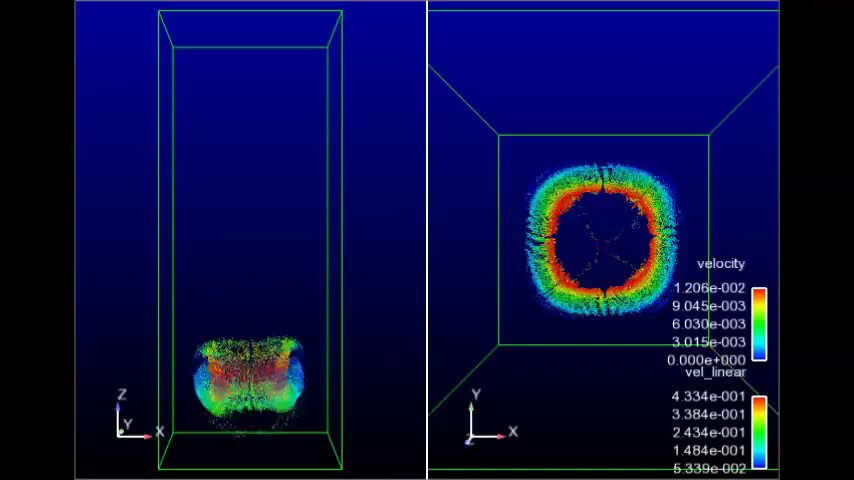 Z
Y
X
Y
X
Z
velocity
1.206e-002
9.045e-003
6.030e-003
3.015e-003
0.000e+000
vel_linear
4.334e-001
3.384e-001
2.434e-001
1.484e-001
5.339e-002